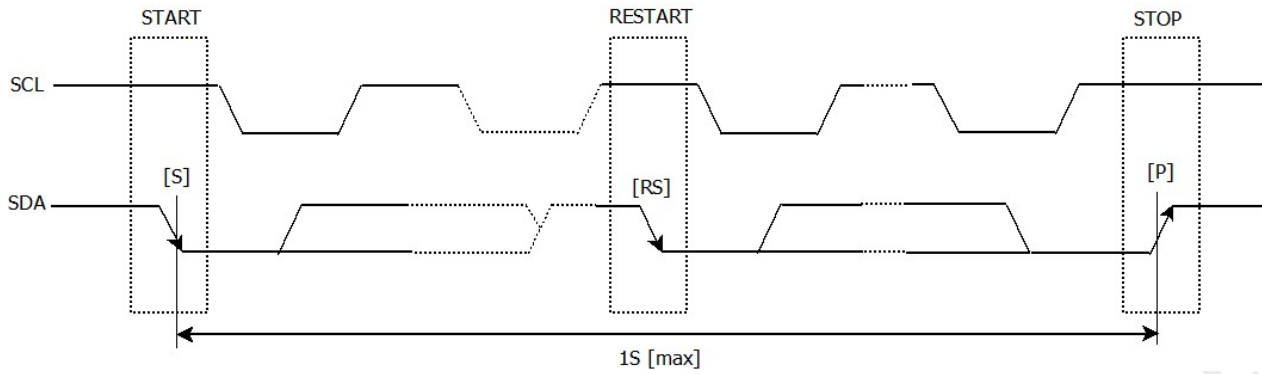 START
RESTART
STOP
SCL
[S]
[RS]
[P]
SDA
1S [max]